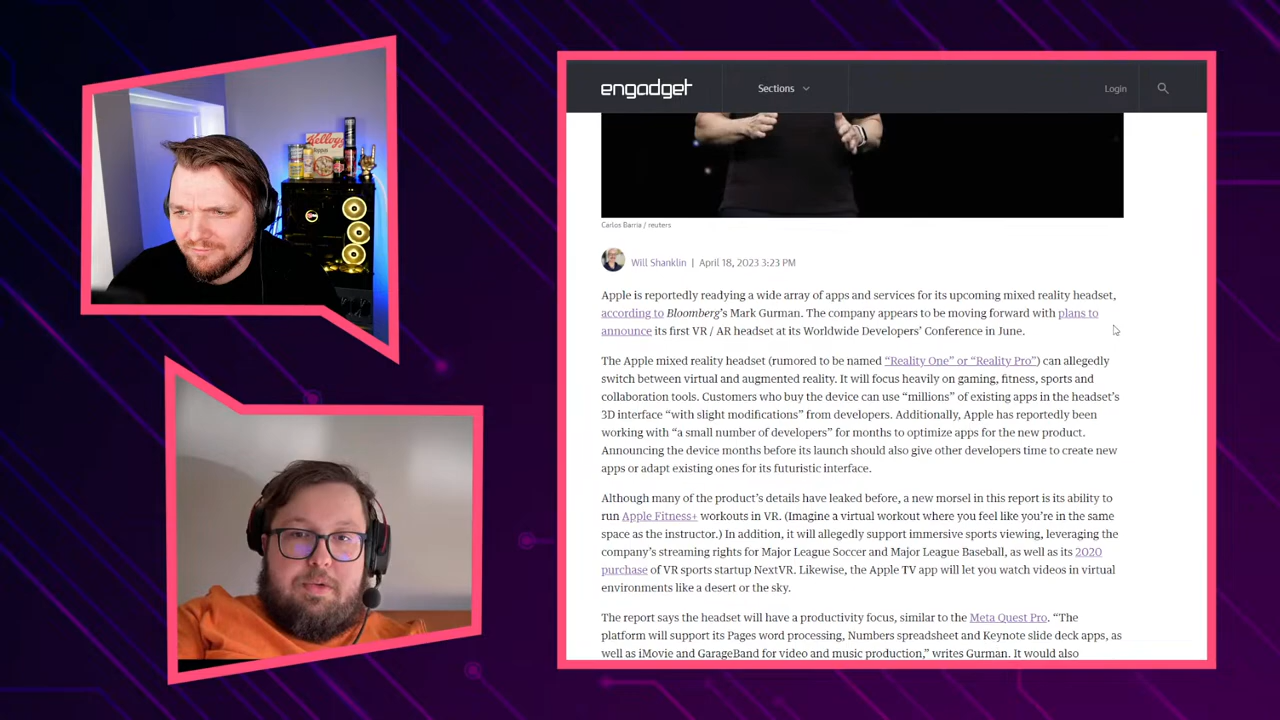 Kellogg's
engadget
Sections
Login
Carlos Barria / reuters
Will Shanklin | April 18, 2023 3:23 PM
Apple is reportedly readying a wide array of apps and services for its upcoming mixed reality headset,
according to Bloomberg's Mark Gurman. The company appears to be moving forward with plans to
announce its first VR / AR headset at its Worldwide Developers' Conference in June.
The Apple mixed reality headset (rumored to be named “Reality One” or “Reality Pro”) can allegedly
switch between virtual and augmented reality. It will focus heavily on gaming, fitness, sports and
collaboration tools. Customers who buy the device can use “millions” of existing apps in the headset's
3D interface “with slight modifications” from developers. Additionally, Apple has reportedly been
working with “a small number of developers” for months to optimize apps for the new product.
Announcing the device months before its launch should also give other developers time to create new
apps or adapt existing ones for its futuristic interface.
Although many of the product's details have leaked before, a new morsel in this report is its ability to
run Apple Fitness+ workouts in VR. (Imagine a virtual workout where you feel like you're in the same
space as the instructor.) In addition, it will allegedly support immersive sports viewing, leveraging the
company's streaming rights for Major League Soccer and Major League Baseball, as well as its 2020
purchase of VR sports startup NextVR. Likewise, the Apple TV app will let you watch videos in virtual
environments like a desert or the sky.
The report says the headset will have a productivity focus, similar to the Meta Quest Pro. “The
platform will support its Pages word processing, Numbers spreadsheet and Keynote slide deck apps, as
well as iMovie and GarageBand for video and music production,” writes Gurman. It would also